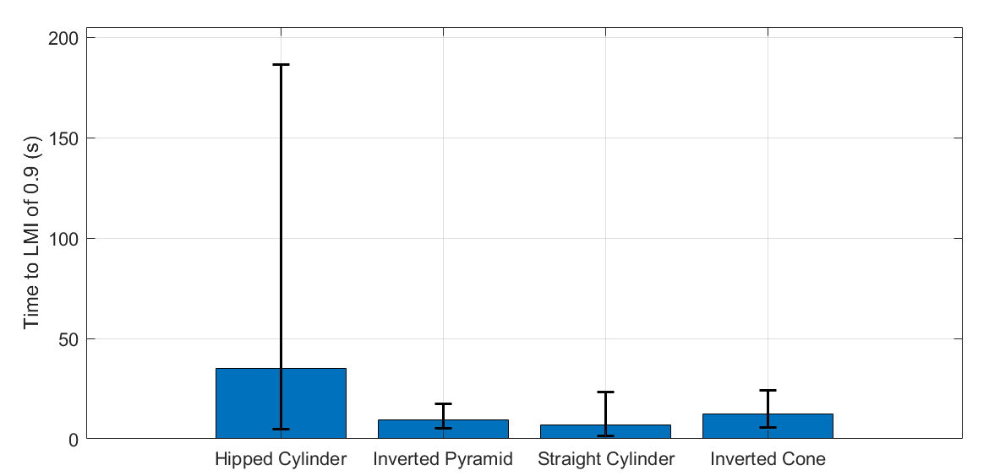 Time to LMI of 0.9 (s)
200
150
100
50
0
Hipped Cylinder Inverted Pyramid Straight Cylinder Inverted Cone